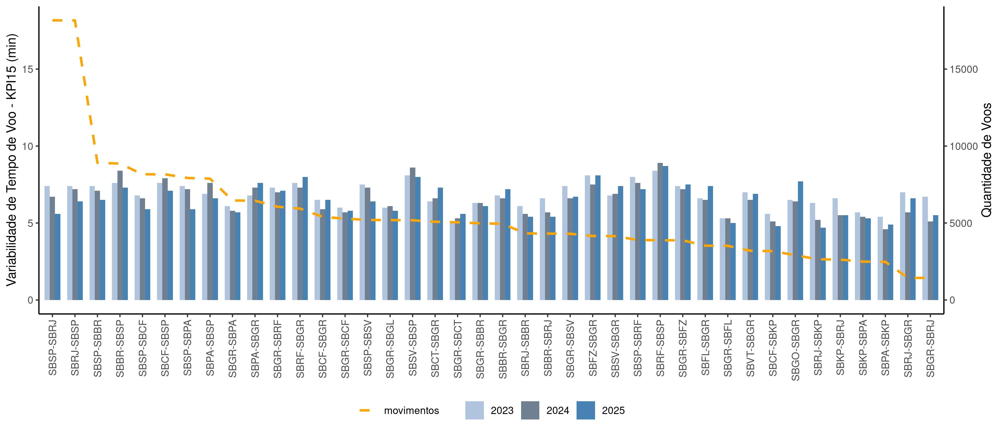 Variabilidade de Tempo de Voo - KPI15 (min)
15
10
5
0
15000
10000
5000
0
Quantidade de Voos
SBSP-SBRJ
SBRJ-SBSP
SBSP-SBBR
SBBR-SBSP
SBSP-SBCF
SBCF-SBSP
SBSP-SBPA
SBPA-SBSP
SBGR-SBPA
SBPA-SBGR
SBGR-SBRF
SBRF-SBGR
SBCF-SBGR
SBGR-SBCF
SBSP-SBSV
SBGR-SBGL
SBSV-SBSP
SBCT-SBGR
SBGR-SBCT
SBGR-SBBR
SBBR-SBGR
SBRJ-SBBR
SBBR-SBRJ
SBGR-SBSV
SBFZ-SBGR
SBSV-SBGR
SBSP-SBRF
SBRF-SBSP
SBGR-SBFZ
SBFL-SBGR
SBGR-SBFL
SBVT-SBGR
SBCF-SBKP
SBGO-SBGR
SBRJ-SBKP
SBKP-SBRJ
SBKP-SBPA
SBPA-SBKP
SBRJ-SBGR
SBGR-SBRJ
movimentos 2023 2024 2025